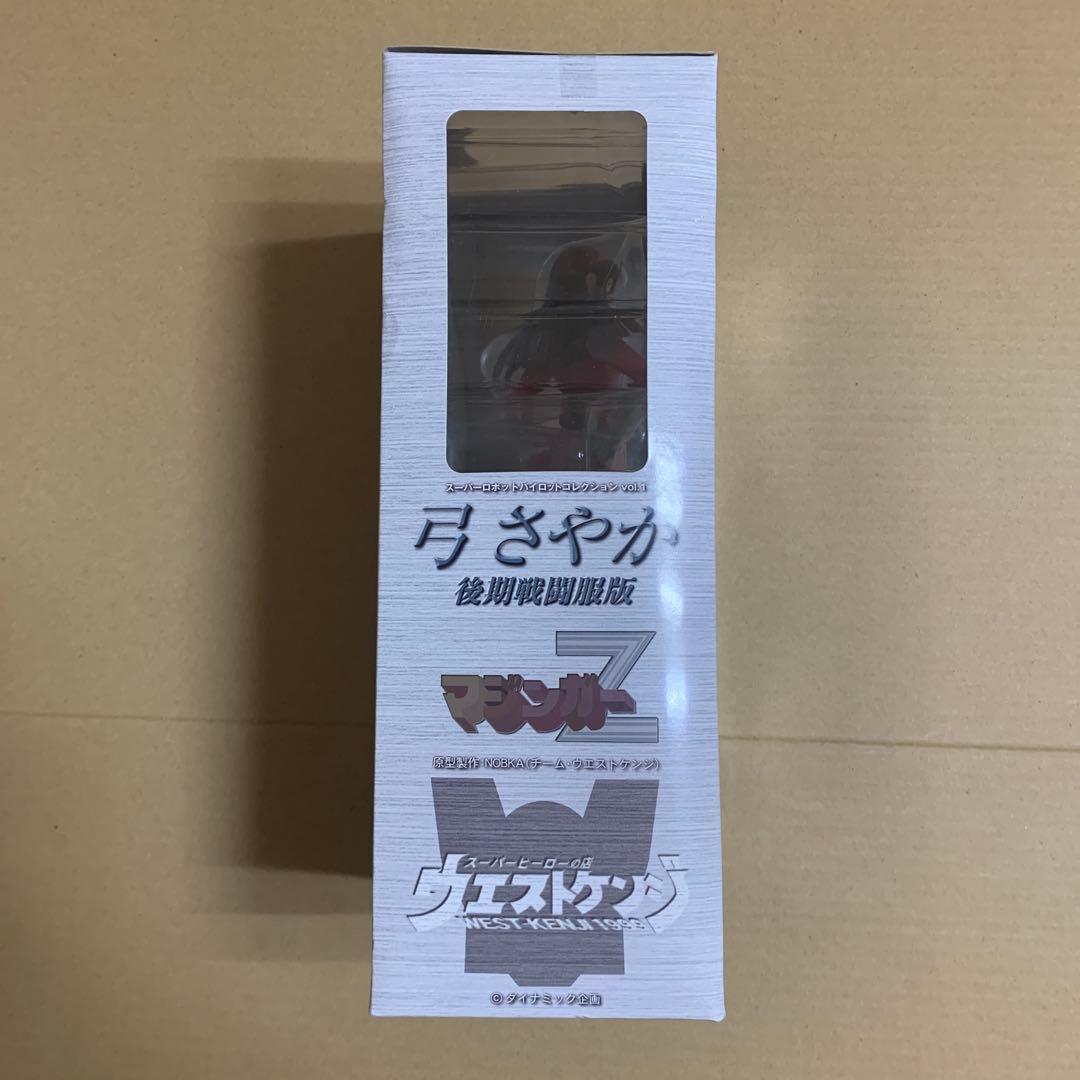 スーパーロボットパイロットコレクション vol.1
弓 さやか
後期戦闘服版
マジンガーZ
原型製作 NOBKA(チーム・ウエストケンジ)
スーパーヒーローの店
ウエストケンジ
WEST-KENJI 1999
© ダイナミック企画